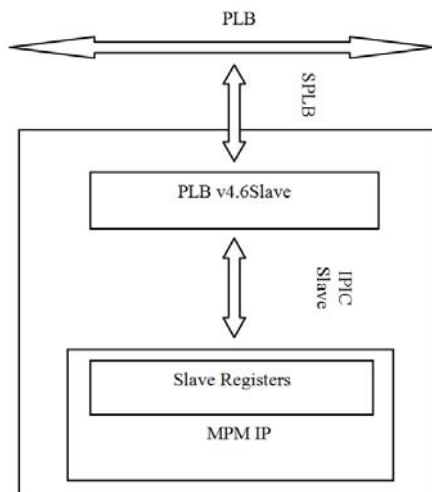 PLB
SPLB
PLB v4.6Slave
IPIC
Slave
Slave Registers
MPM IP